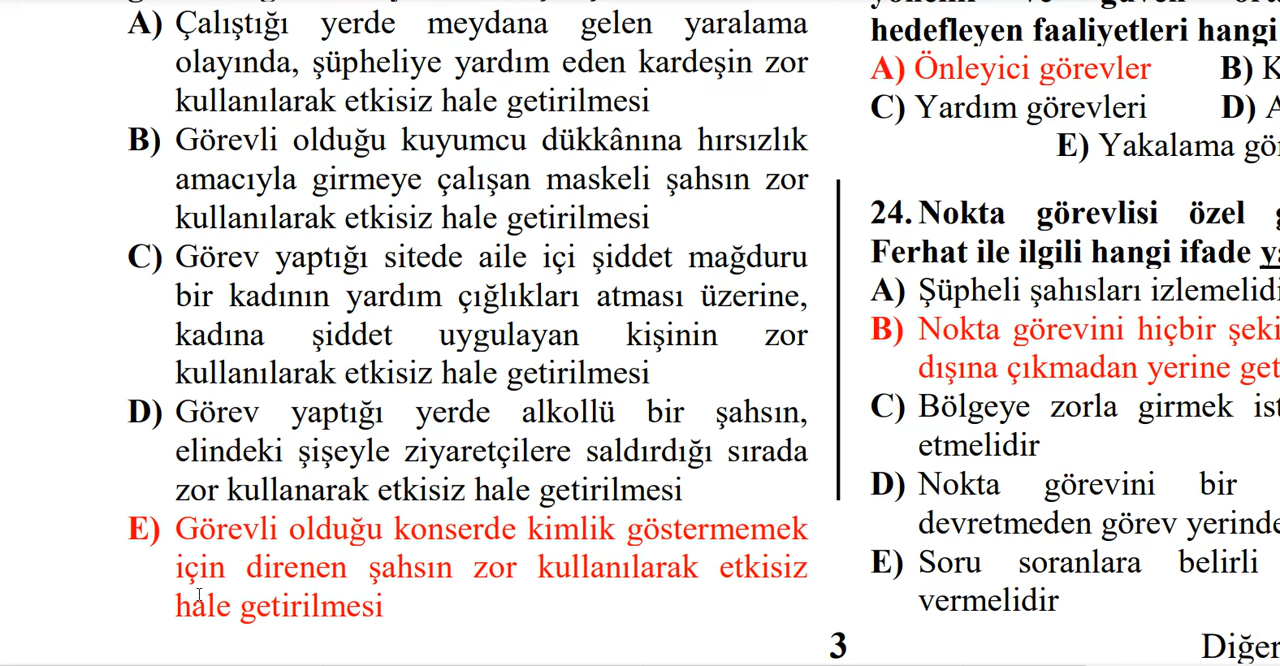 A) Çalıştığı yerde meydana gelen yaralama
olayında, şüpheliye yardım eden kardeşin zor
kullanılarak etkisiz hale getirilmesi
B) Görevli olduğu kuyumcu dükkânına hırsızlık
amacıyla girmeye çalışan maskeli şahsın zor
kullanılarak etkisiz hale getirilmesi
C) Görev yaptığı sitede aile içi şiddet mağduru
bir kadının yardım çığlıkları atması üzerine,
kadına şiddet uygulayan kişinin zor
kullanılarak etkisiz hale getirilmesi
D) Görev yaptığı yerde alkollü bir şahsın,
elindeki şişeyle ziyaretçilere saldırdığı sırada
zor kullanarak etkisiz hale getirilmesi
E) Görevli olduğu konserde kimlik göstermemek
için direnen şahsın zor kullanılarak etkisiz
hale getirilmesi
hedefleyen faaliyetleri hangi
A) Önleyici görevler B) K
C) Yardım görevleri D) A
E) Yakalama gö
24. Nokta görevlisi özel
Ferhat ile ilgili hangi ifade
A) Şüpheli şahısları izlemelidi
B) Nokta görevini hiçbir şeki
dışına çıkmadan yerine get
C) Bölgeye zorla girmek ist
etmelidir
D) Nokta görevini bir
devretmeden görev yerinde
E) Soru soranlara belirli
vermelidir
3
Diğer